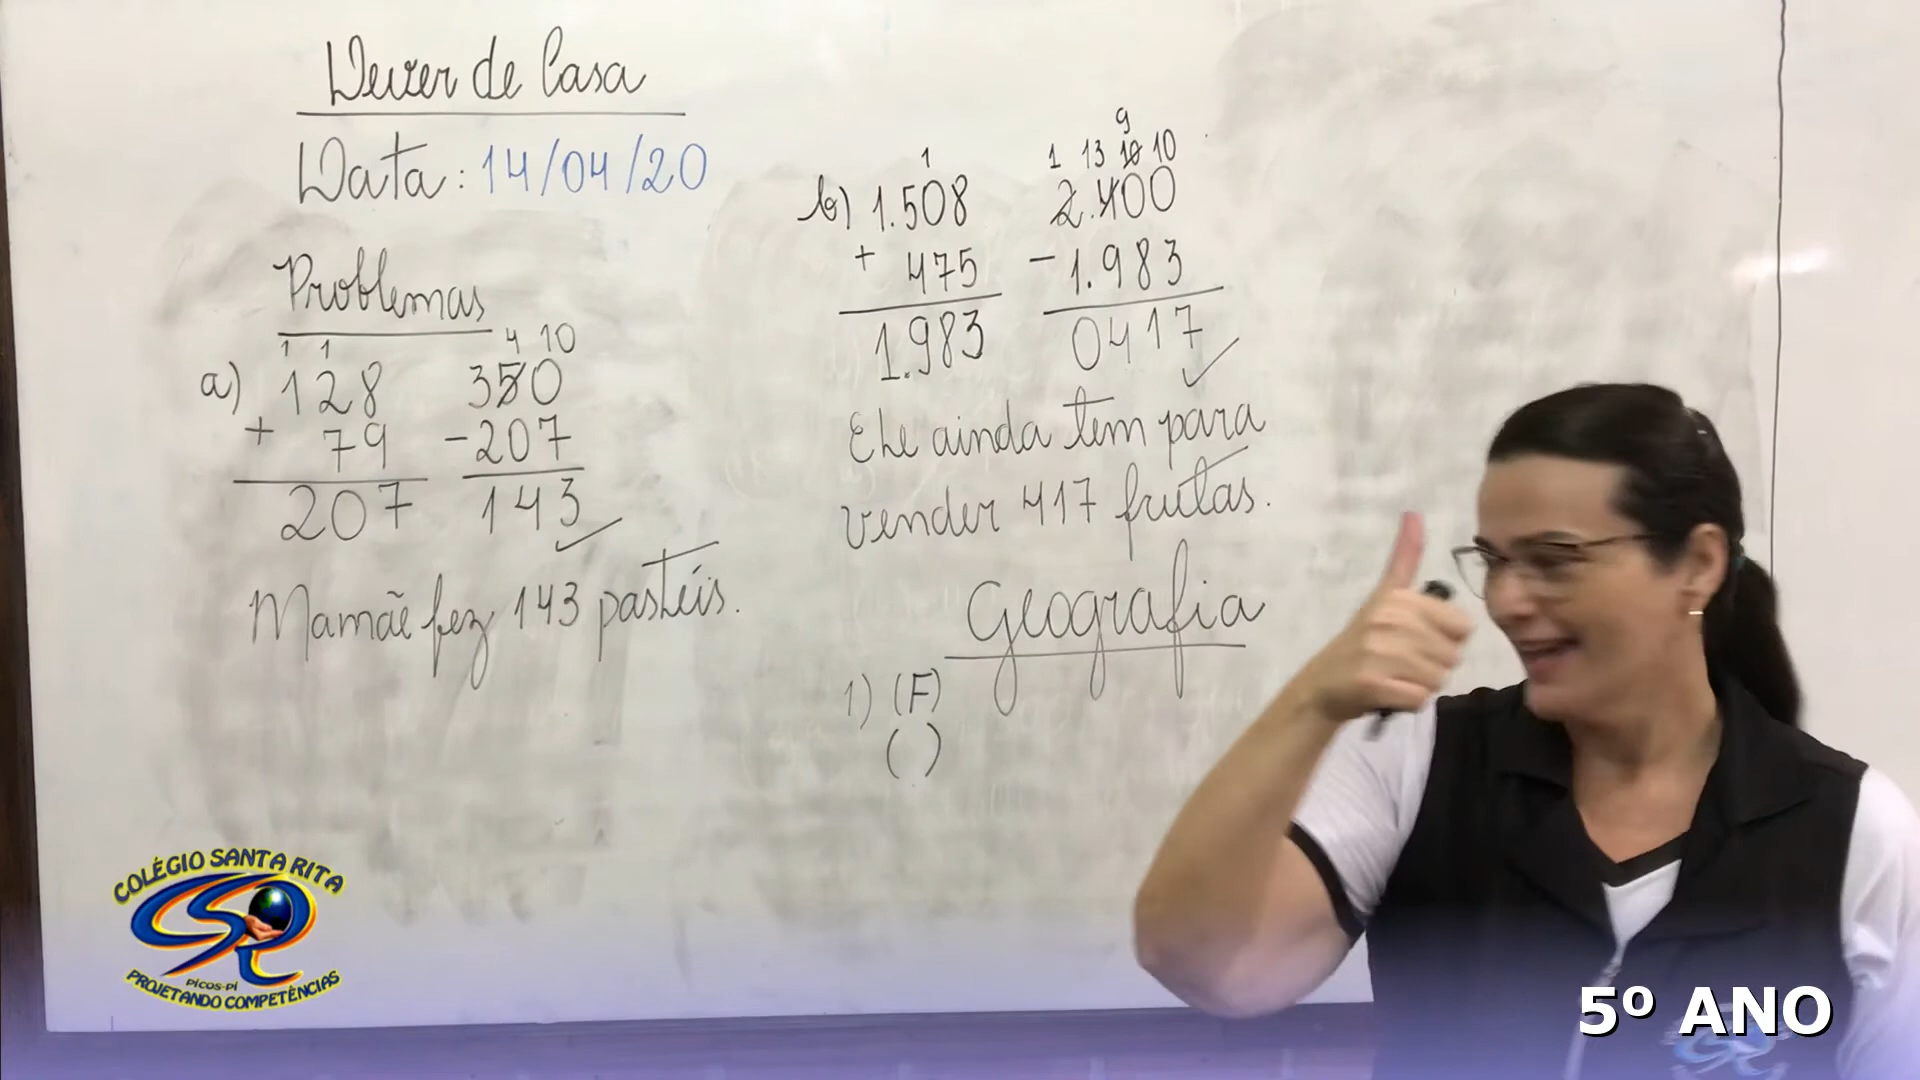 Dever de Casa
Data: 14/04/20
Problemas
1 1
4 10
a) 128
+ 79
207
350
-207
143
Mamãe fez 143 pastéis.
1
b) 1.508
+ 475
1.983
9
1 13 10 10
2.400
-1.983
0417
Ele ainda tem para
vender 417 frutas.
Geografia
1) (F)
( )
COLÉGIO SANTA RITA
CSR
PICOS-PI
PROJETANDO COMPETÊNCIAS
5º ANO